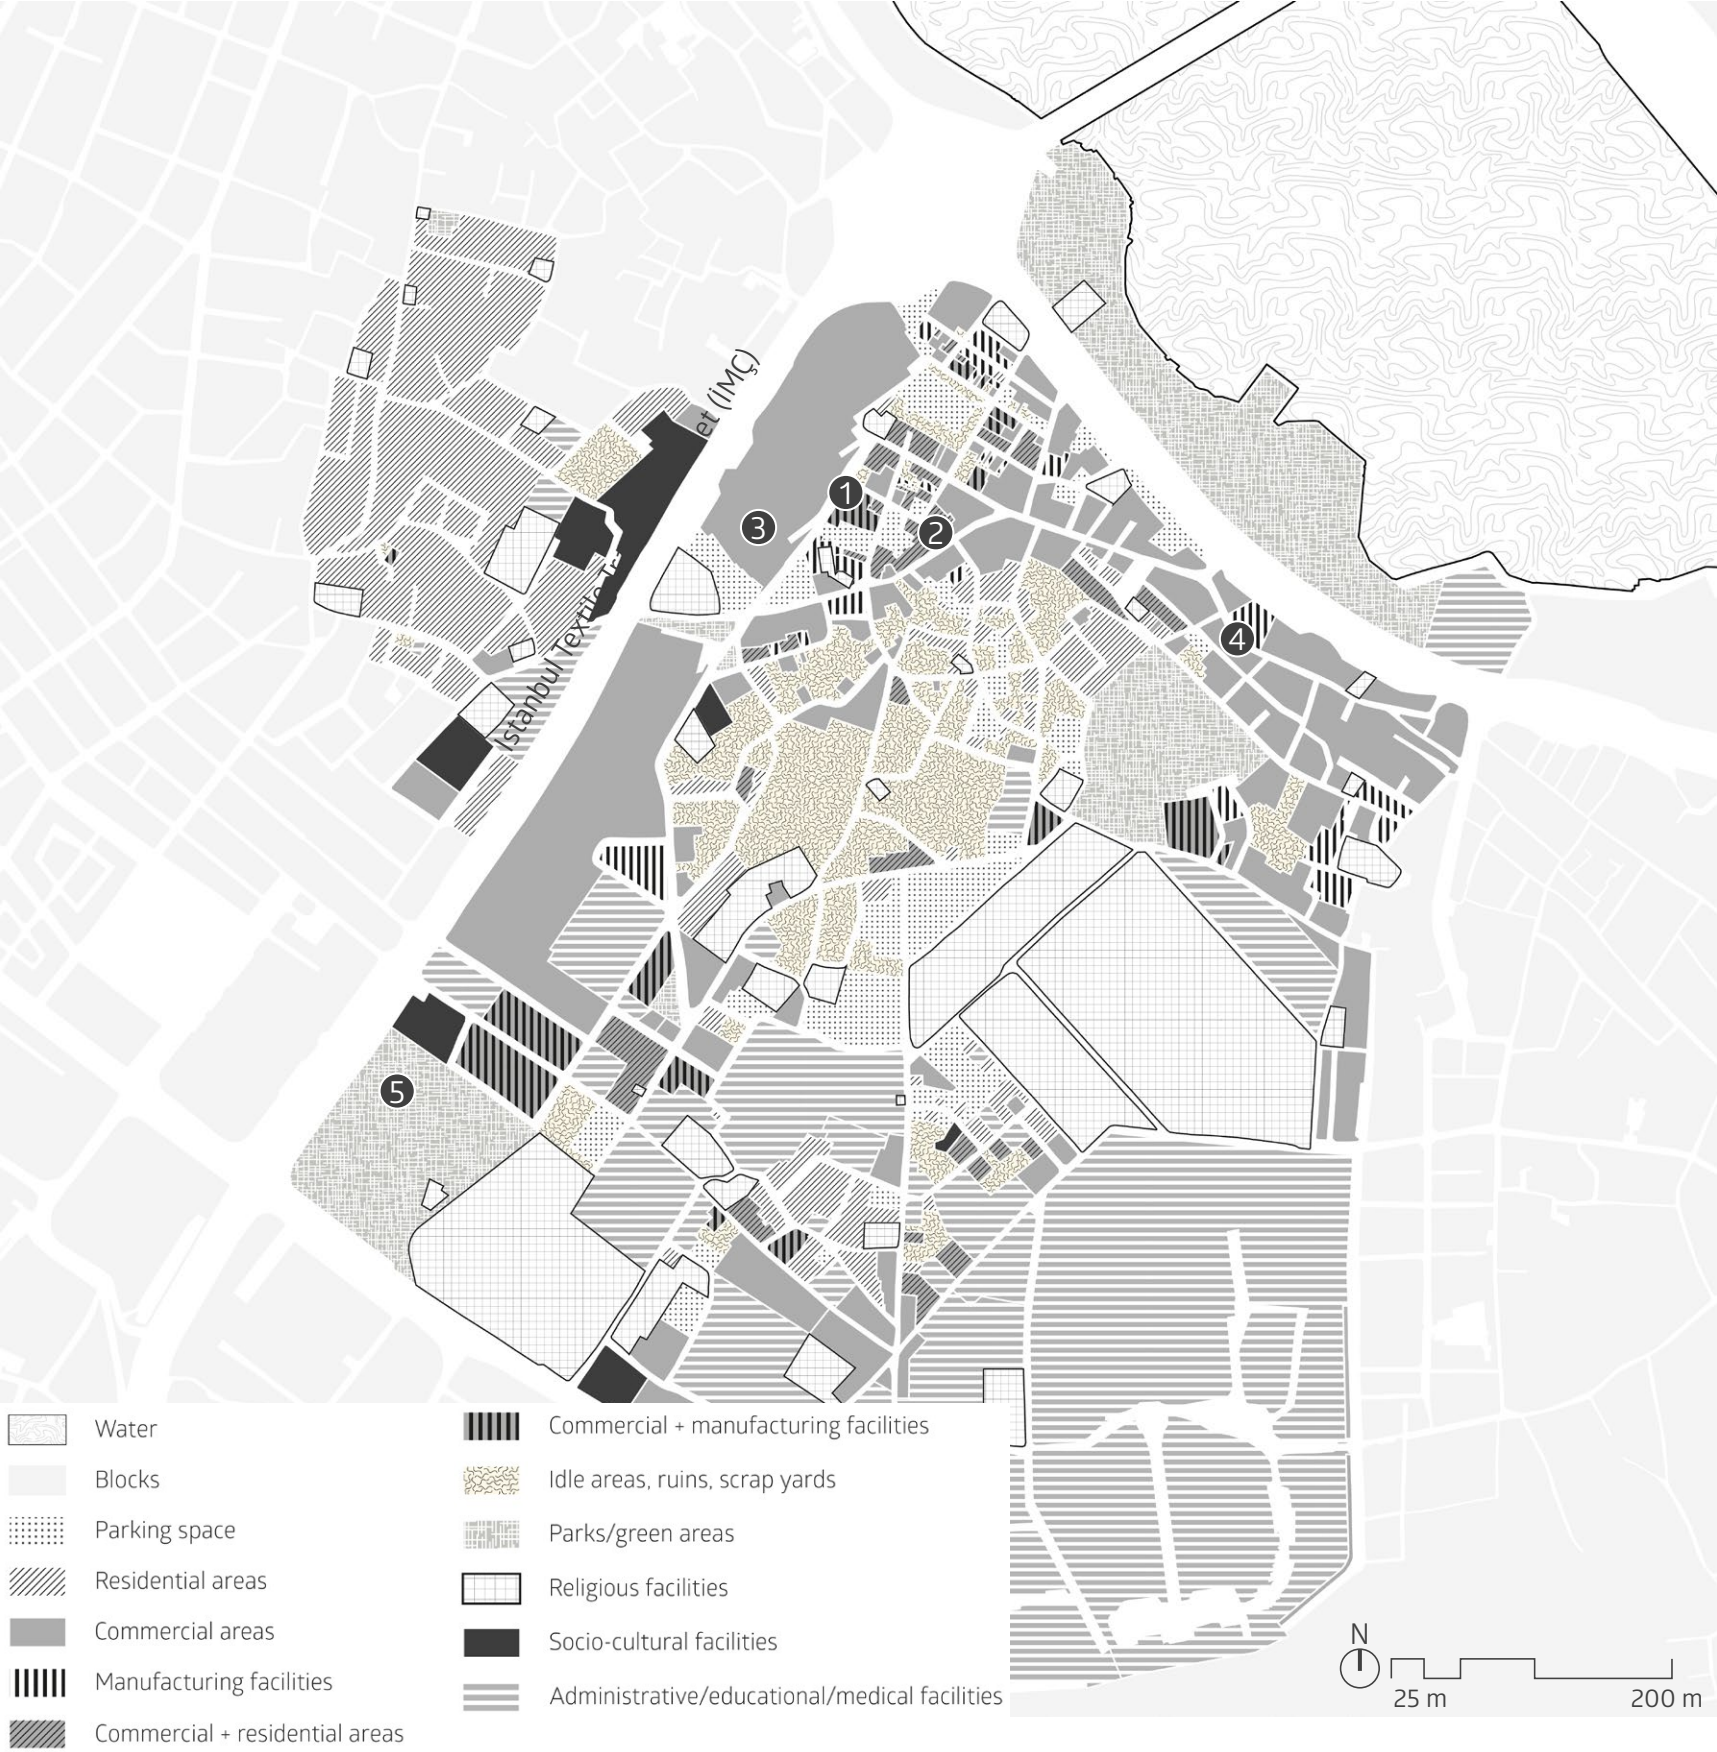 et (İMÇ)
Istanbul Textile Tr
1
2
3
4
5
Water
Blocks
Parking space
Residential areas
Commercial areas
Manufacturing facilities
Commercial + residential areas
Commercial + manufacturing facilities
Idle areas, ruins, scrap yards
Parks/green areas
Religious facilities
Socio-cultural facilities
Administrative/educational/medical facilities
N
25 m
200 m